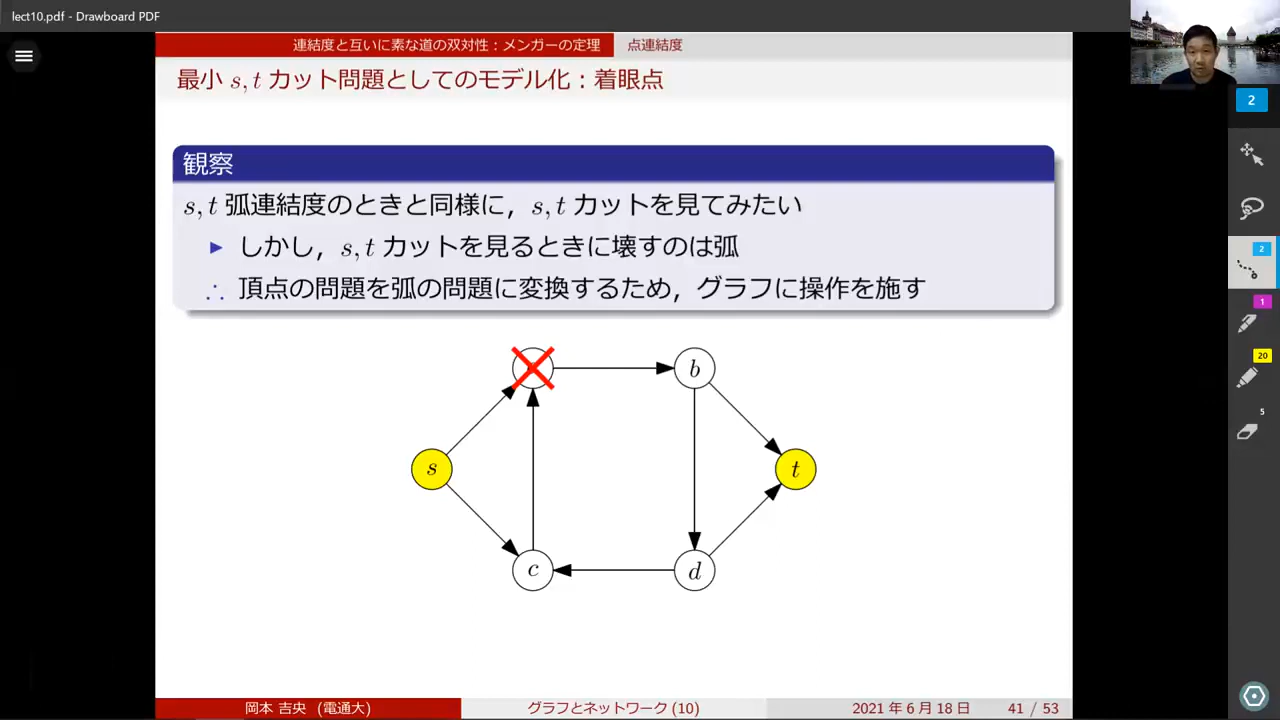 lect10.pdf - Drawboard PDF
連結度と互いに素な道の双対性：メンガーの定理 点連結度
最小 s, t カット問題としてのモデル化：着眼点
観察
s, t 弧連結度のときと同様に，s, t カットを見てみたい
▶ しかし，s, t カットを見るときに壊すのは弧
∴ 頂点の問題を弧の問題に変換するため，グラフに操作を施す
b
s
t
c
d
岡本 吉央 (電通大) グラフとネットワーク (10) 2021 年 6 月 18 日 41 / 53
2
2
1
20
5